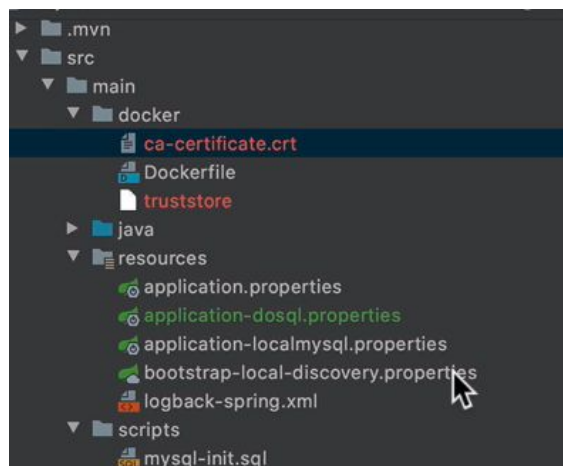 .mvn
src
main
docker
ca-certificate.crt
Dockerfile
truststore
java
resources
application.properties
application-dosql.properties
application-localmysql.properties
bootstrap-local-discovery.properties
logback-spring.xml
scripts
mysql-init.sql